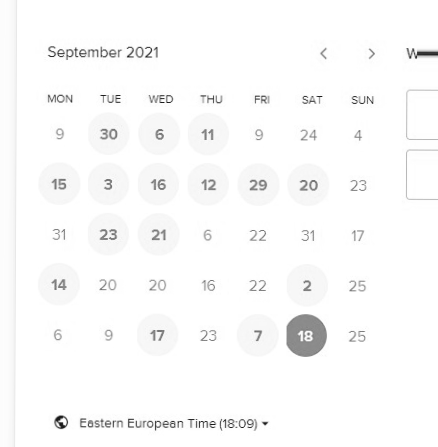 September 2021 < >
W
MON TUE WED THU FRI SAT SUN
9 30 6 11 9 24 4
15 3 16 12 29 20 23
31 23 21 6 22 31 17
14 20 20 16 22 2 25
6 9 17 23 7 18 25
Eastern European Time (18:09)